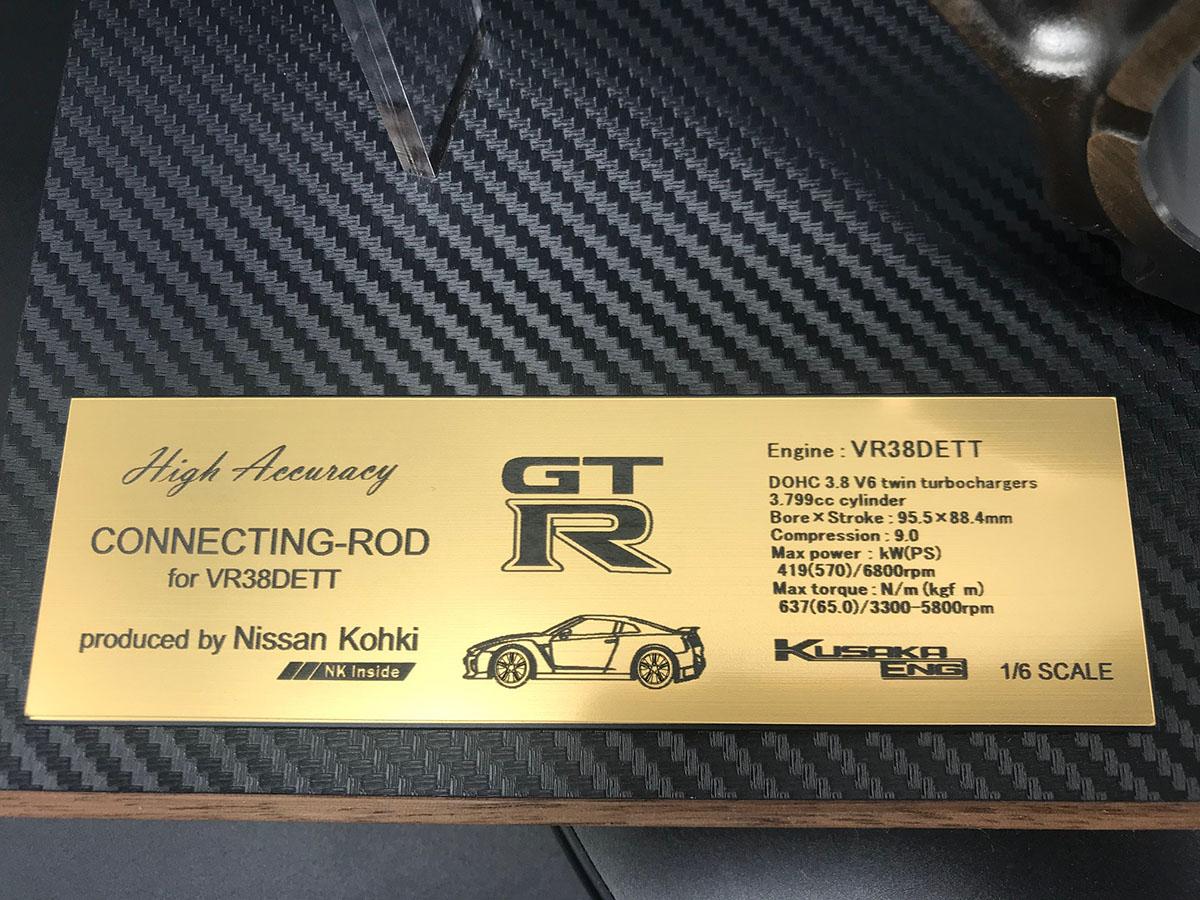 High Accuracy
CONNECTING-ROD
for VR38DETT
produced by Nissan Kohki
NK Inside
GT
R
Engine : VR38DETT
DOHC 3.8 V6 twin turbochargers
3.799cc cylinder
Bore×Stroke : 95.5×88.4mm
Compression : 9.0
Max power : kW(PS)
419(570)/6800rpm
Max torque : N/m (kgf m)
637(65.0)/3300-5800rpm
KUSAKA
ENG
1/6 SCALE